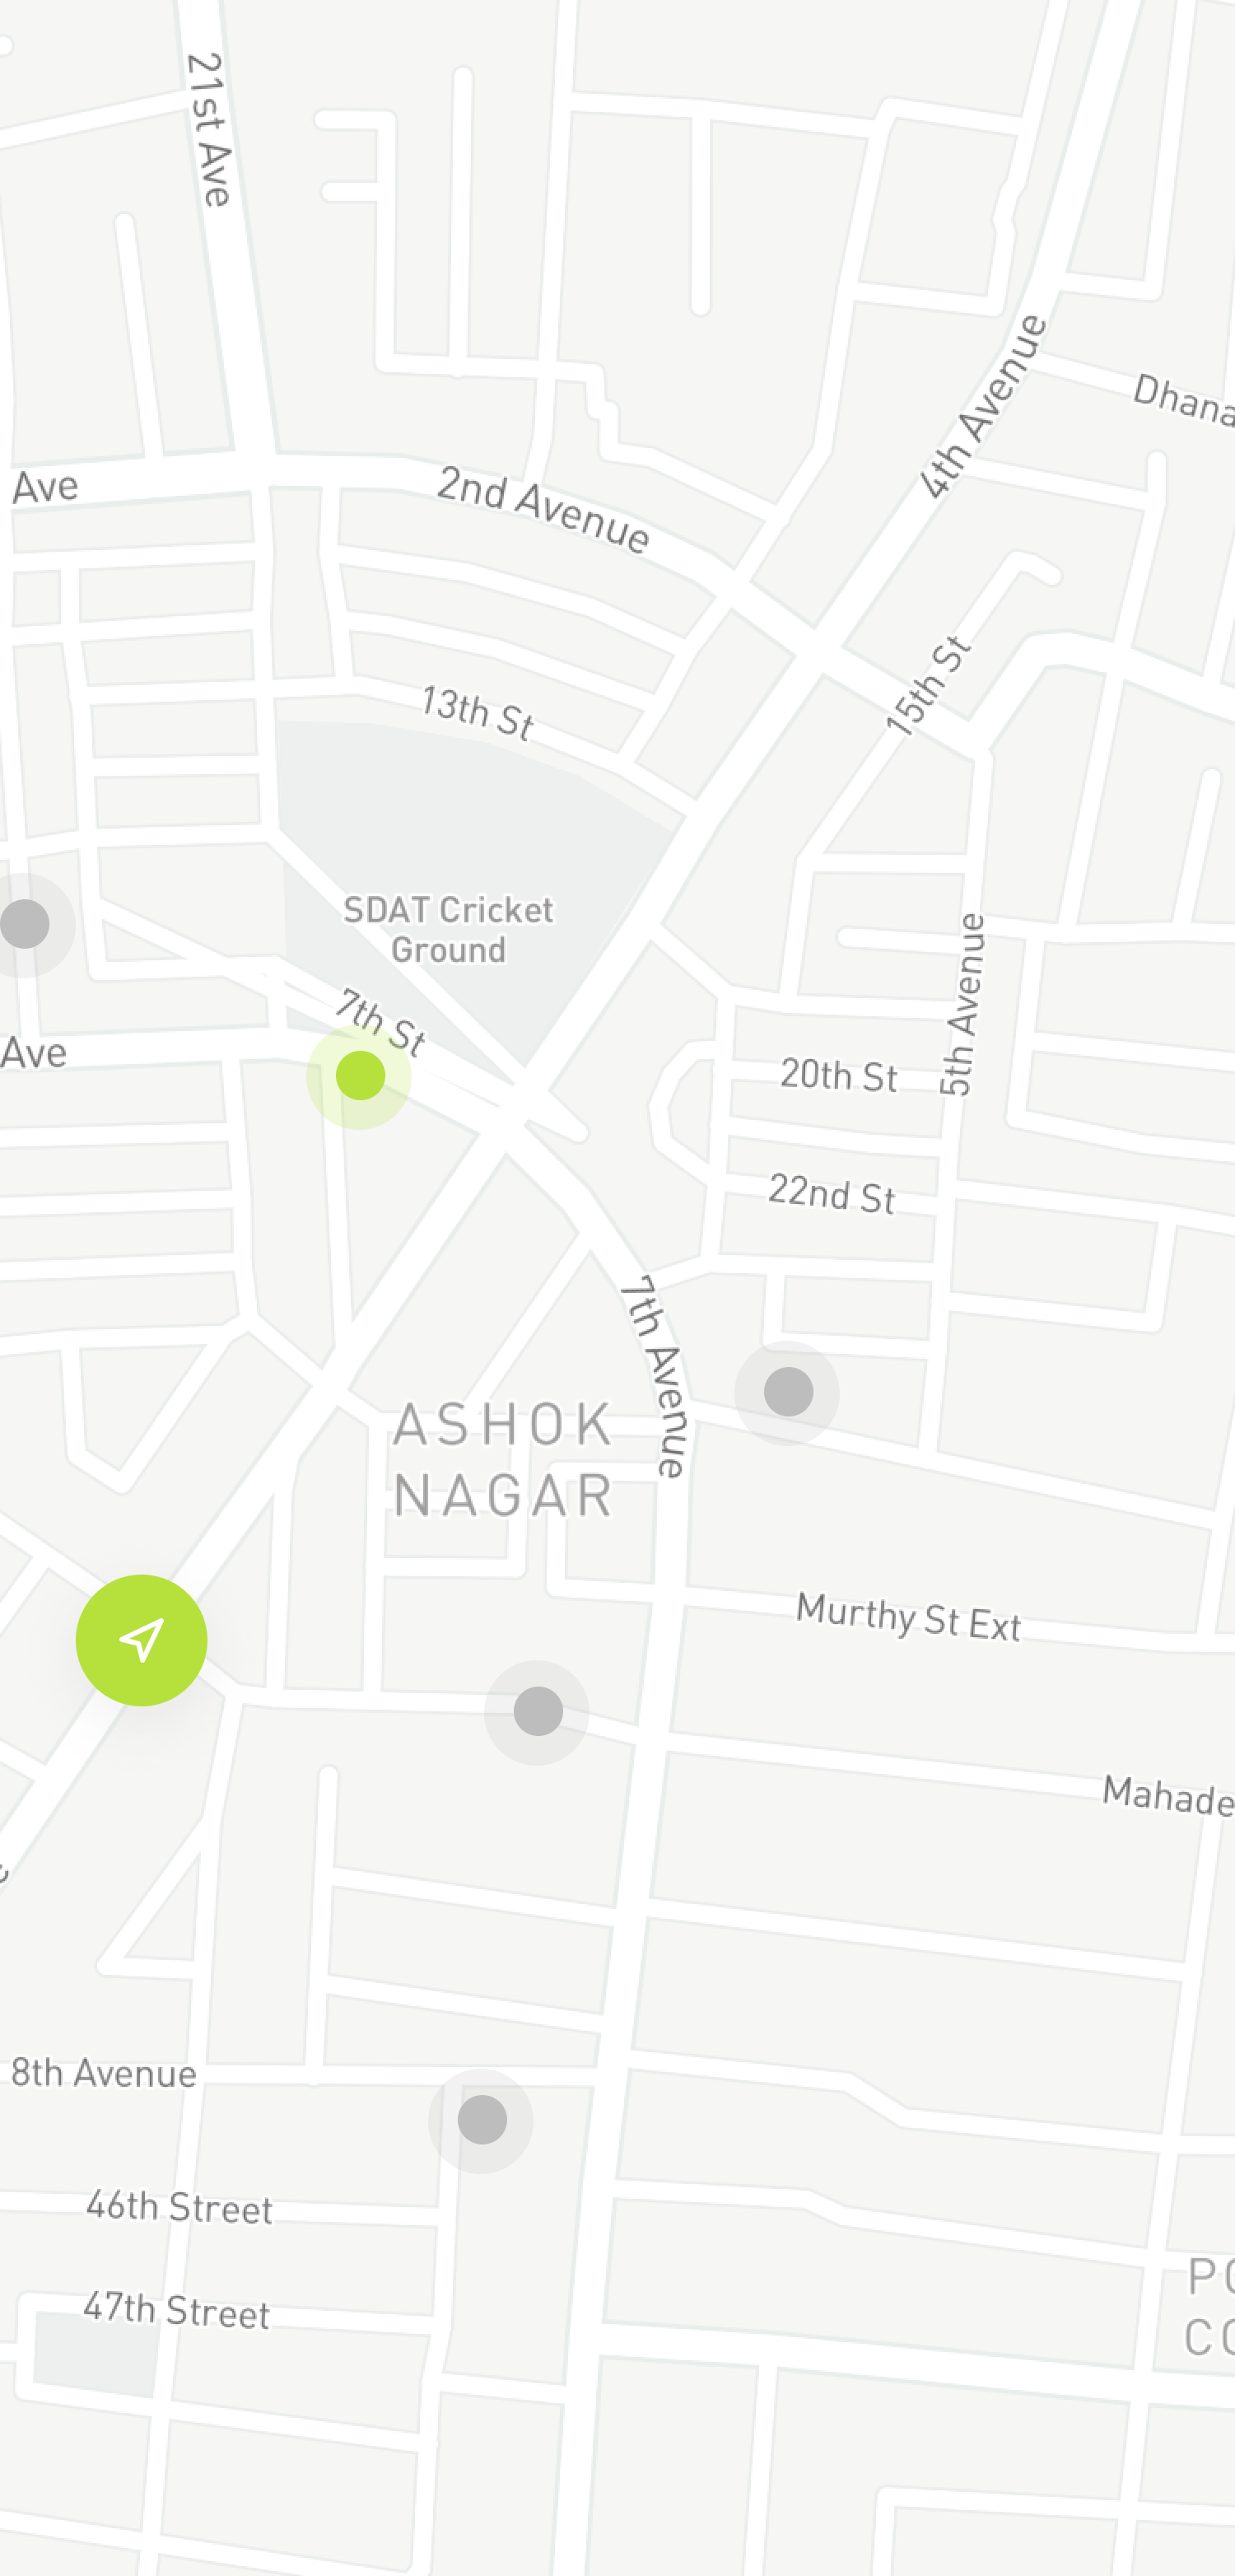 21st Ave
4th Avenue
Dhana
Ave
2nd Avenue
15th St
13th St
SDAT Cricket
Ground
7th St
5th Avenue
Ave
20th St
22nd St
7th Avenue
ASHOK
NAGAR
Murthy St Ext
Mahade
8th Avenue
46th Street
PO
CO
47th Street